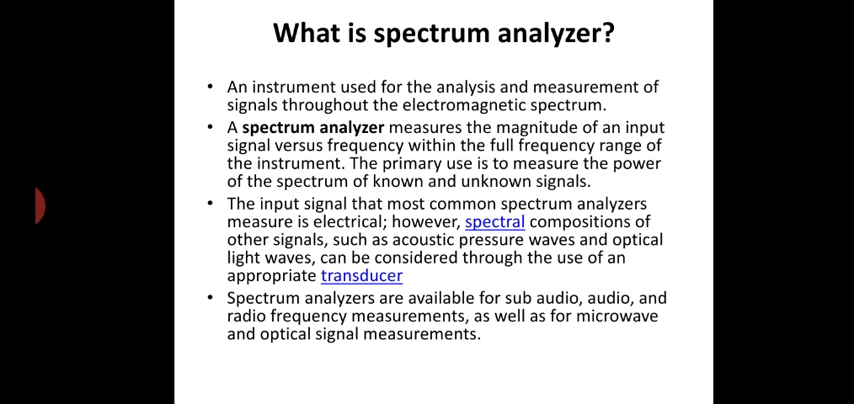 What is spectrum analyzer?
• An instrument used for the analysis and measurement of
signals throughout the electromagnetic spectrum.
• A spectrum analyzer measures the magnitude of an input
signal versus frequency within the full frequency range of
the instrument. The primary use is to measure the power
of the spectrum of known and unknown signals.
• The input signal that most common spectrum analyzers
measure is electrical; however, spectral compositions of
other signals, such as acoustic pressure waves and optical
light waves, can be considered through the use of an
appropriate transducer
• Spectrum analyzers are available for sub audio, audio, and
radio frequency measurements, as well as for microwave
and optical signal measurements.